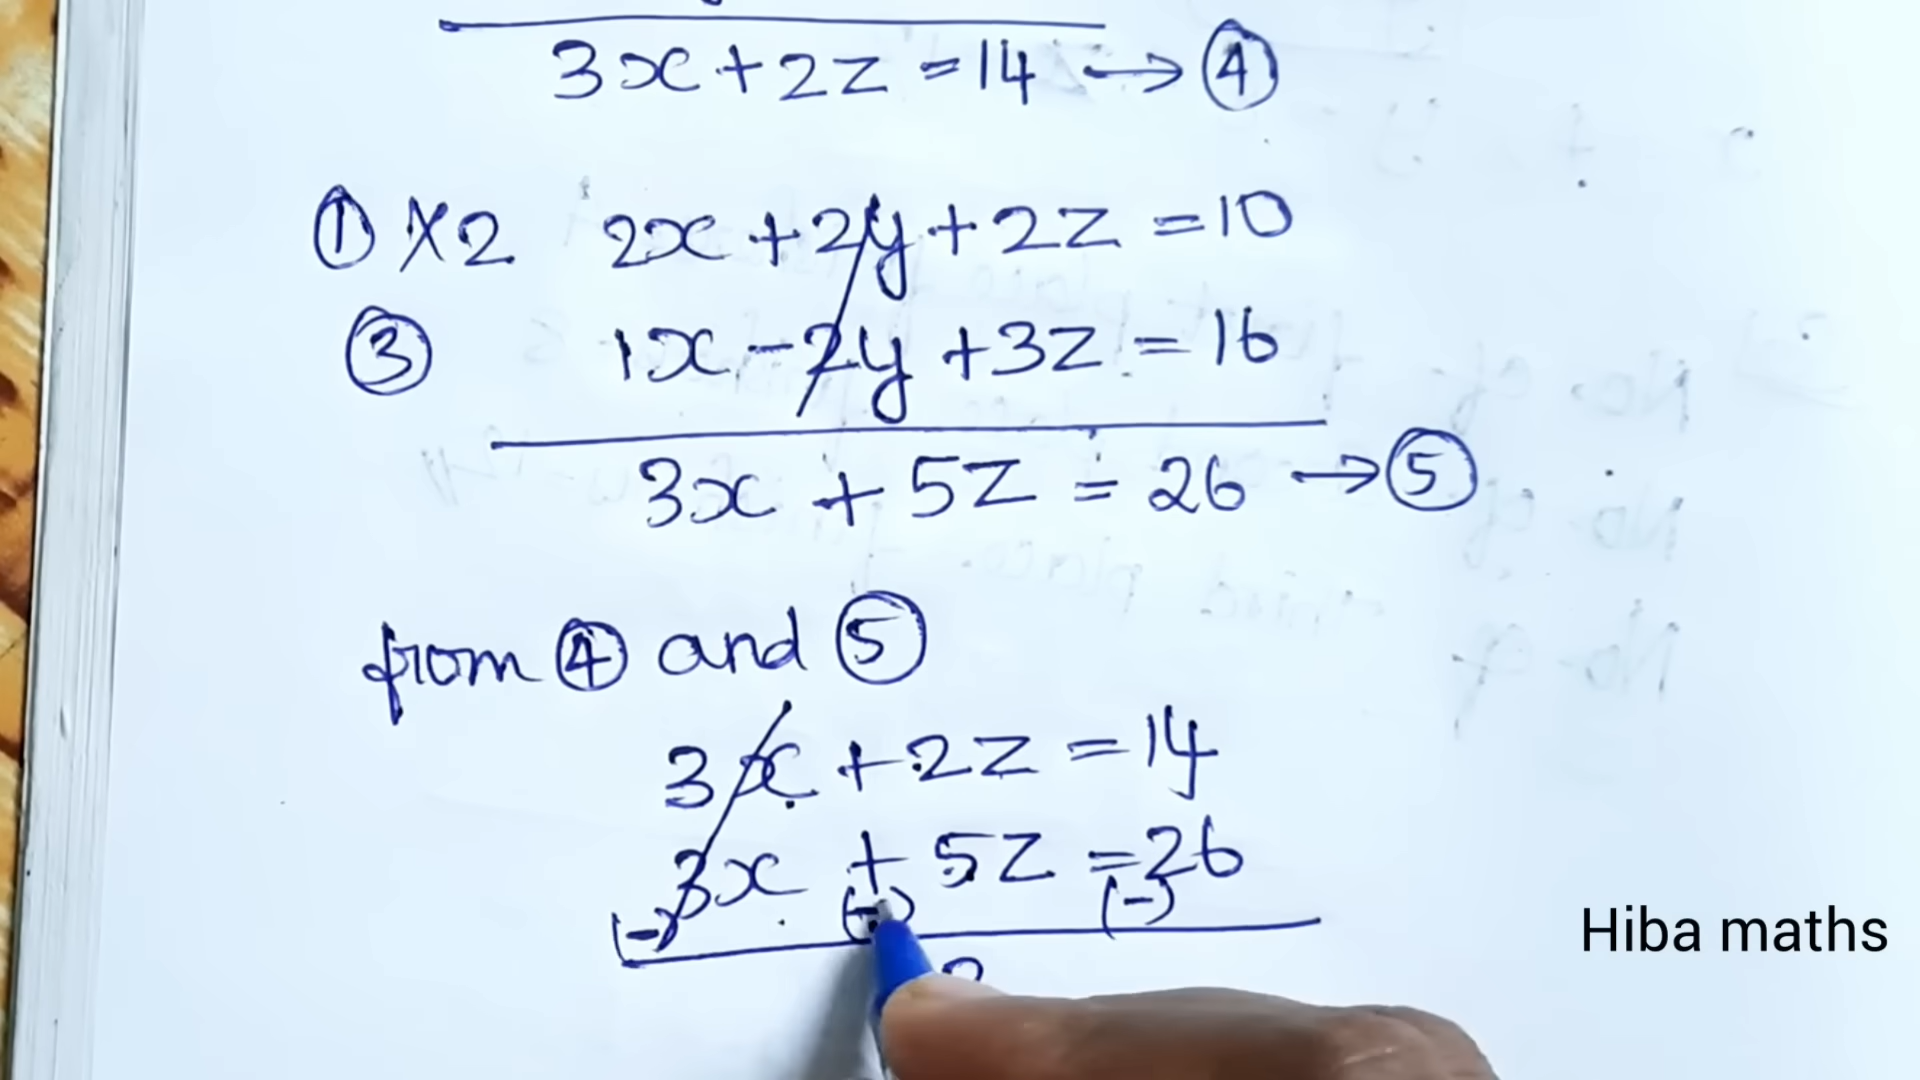 3x + 2z = 14 → ④
① ×2 2x + 2y + 2z = 10
③ 1x - 2y + 3z = 16
3x + 5z = 26 → ⑤
from ④ and ⑤
3x + 2z = 14
3x + 5z = 26
(-) (-) (-)
Hiba maths